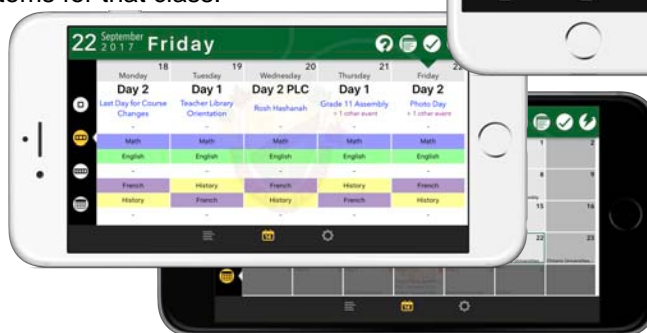 items for that class.
22 September 2017 Friday
18 19 20 21 22
Monday Tuesday Wednesday Thursday Friday
Day 2 Day 1 Day 2 PLC Day 1 Day 2
Last Day for Course Changes Teacher Library Orientation Rosh Hashanah Grade 11 Assembly + 1 other event Photo Day + 1 other event
- - - - -
Math Math Math Math Math
English English English English English
- - - - -
French History French History French
History French History French History
- - - - -
18
1 2
8 9
15 16
22 23
Ontario Universities...
18